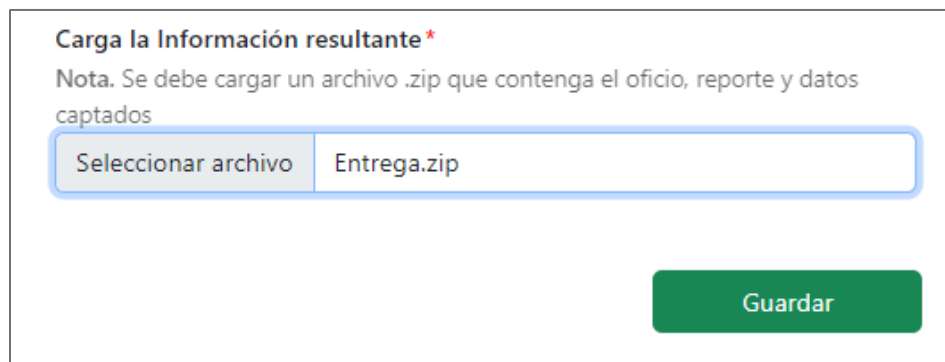 Carga la Información resultante*
Nota. Se debe cargar un archivo .zip que contenga el oficio, reporte y datos
captados
Seleccionar archivo Entrega.zip
Guardar